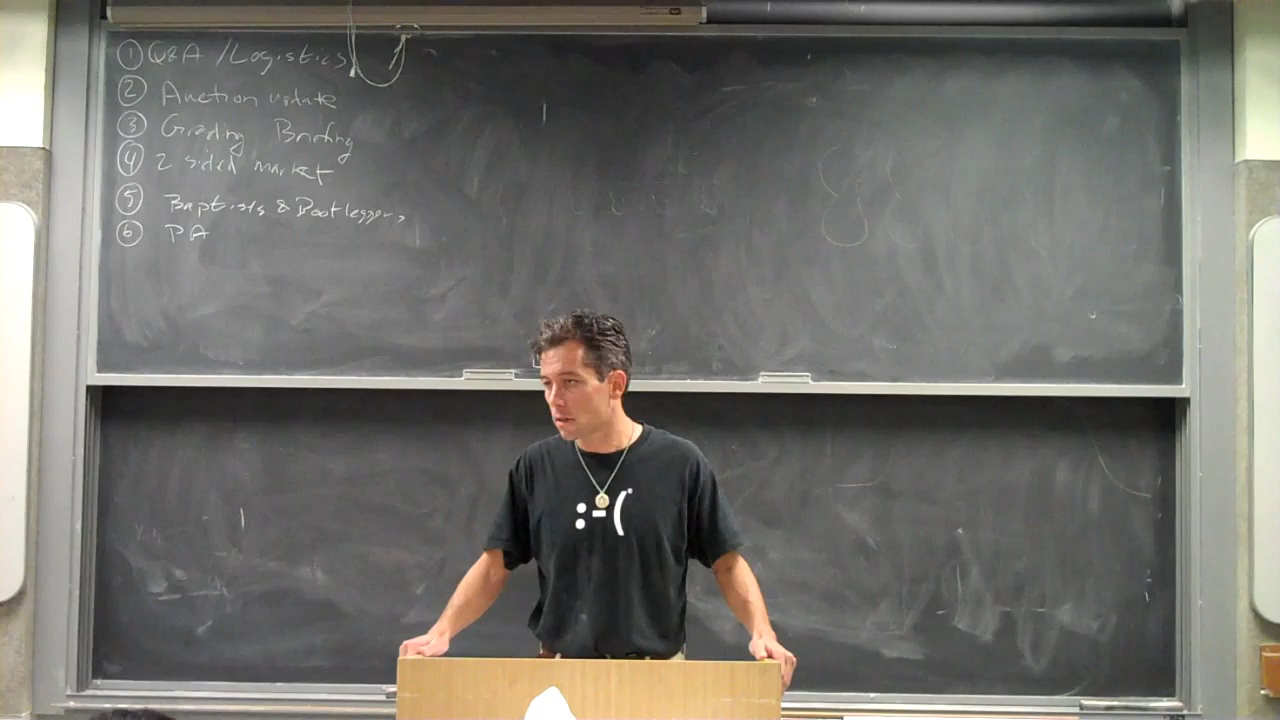 ① Q&A / Logistics
② Auction update
③ Grading Briefing
④ 2 sided market
⑤ Baptists & Bootleggers
⑥ PA
:-(